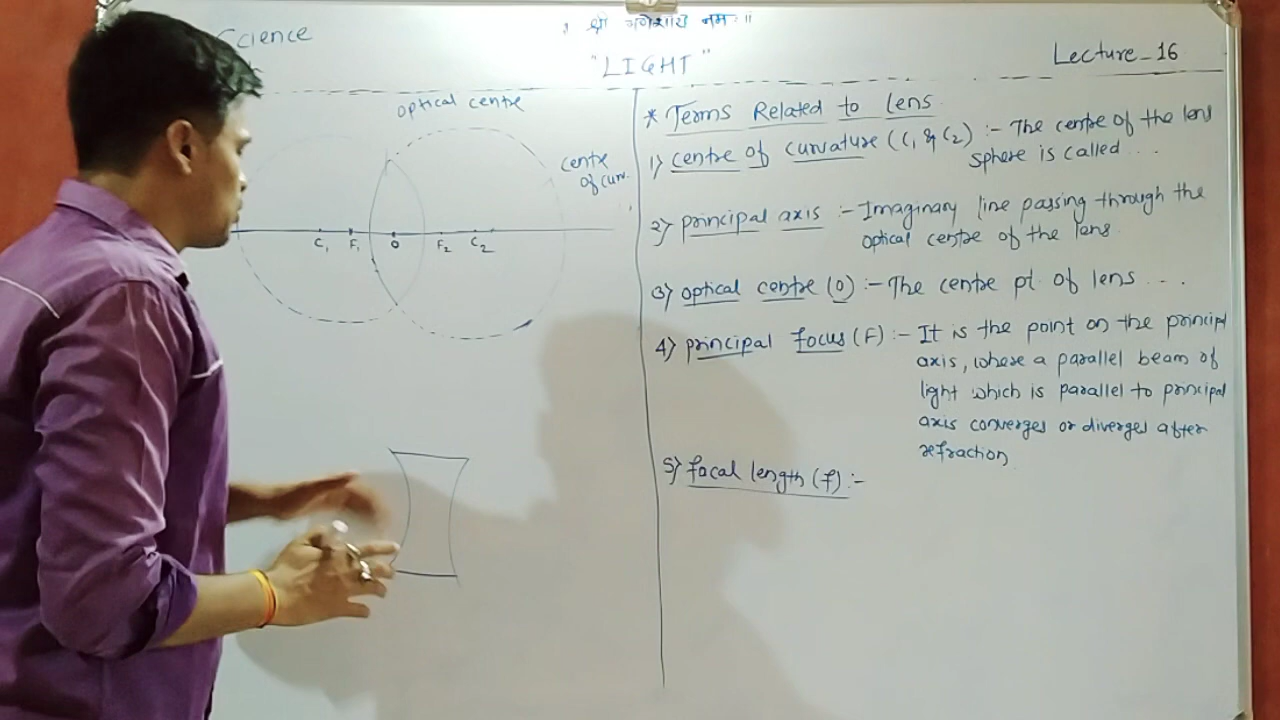 Science
। श्री गणेशाय नमः ॥
"LIGHT"
Lecture-16
optical centre
centre
of curv.
C₁ F₁ O F₂ C₂
* Terms Related to Lens
1) centre of curvature (C₁ & C₂) :- The centre of the lens
sphere is called ...
2) principal axis :- Imaginary line passing through the
optical centre of the lens.
3) optical centre (O) :- The centre pt. of lens ...
4) principal focus (F) :- It is the point on the principal
axis, where a parallel beam of
light which is parallel to principal
axis converges or diverges after
refraction.
5) focal length (f) :-